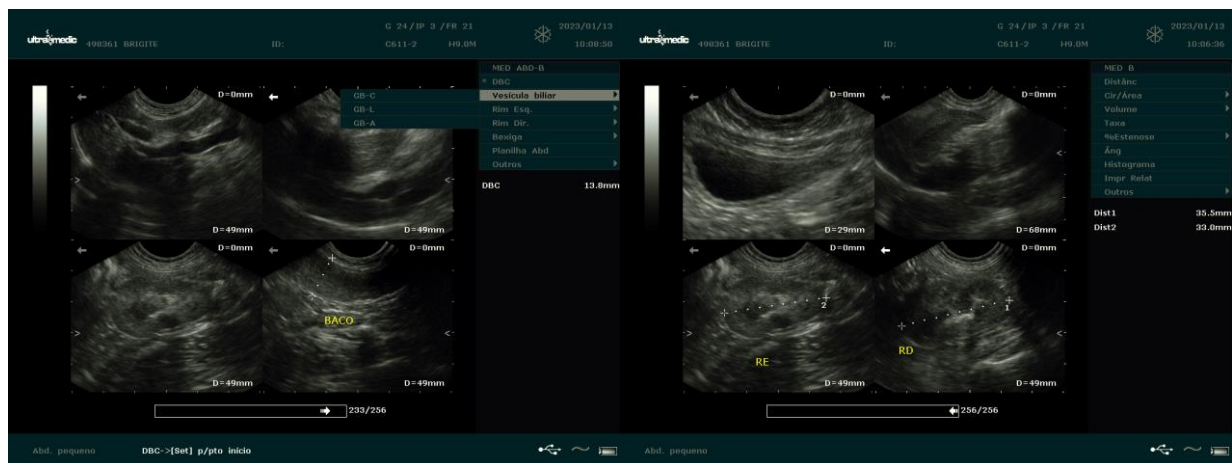 G 24/IP 3 /FR 21
2023/01/13
ultramedic 498361 BRIGITE
ID:
C611-2
H9.0M
10:08:50
MED ABD-B
* DBC
Vesícula biliar
Rim Esq.
Rim Dir.
Bexiga
Planilha Abd
Outros
GB-C
GB-L
GB-A
DBC 13.8mm
D=0mm
D=0mm
D=49mm
D=49mm
D=0mm
D=0mm
BACO
D=49mm
D=49mm
233/256
Abd. pequeno
DBC->[Set] p/pto início
G 24/IP 3 /FR 21
2023/01/13
ultramedic 498361 BRIGITE
ID:
C611-2
H9.0M
10:06:36
MED B
Distânc
Cir/Área
Volume
Taxa
%Estenose
Âng
Histograma
Impr Relat
Outros
Dist1 35.5mm
Dist2 33.0mm
D=0mm
D=0mm
D=29mm
D=68mm
D=0mm
D=0mm
2
1
RE
RD
D=49mm
D=49mm
256/256
Abd. pequeno